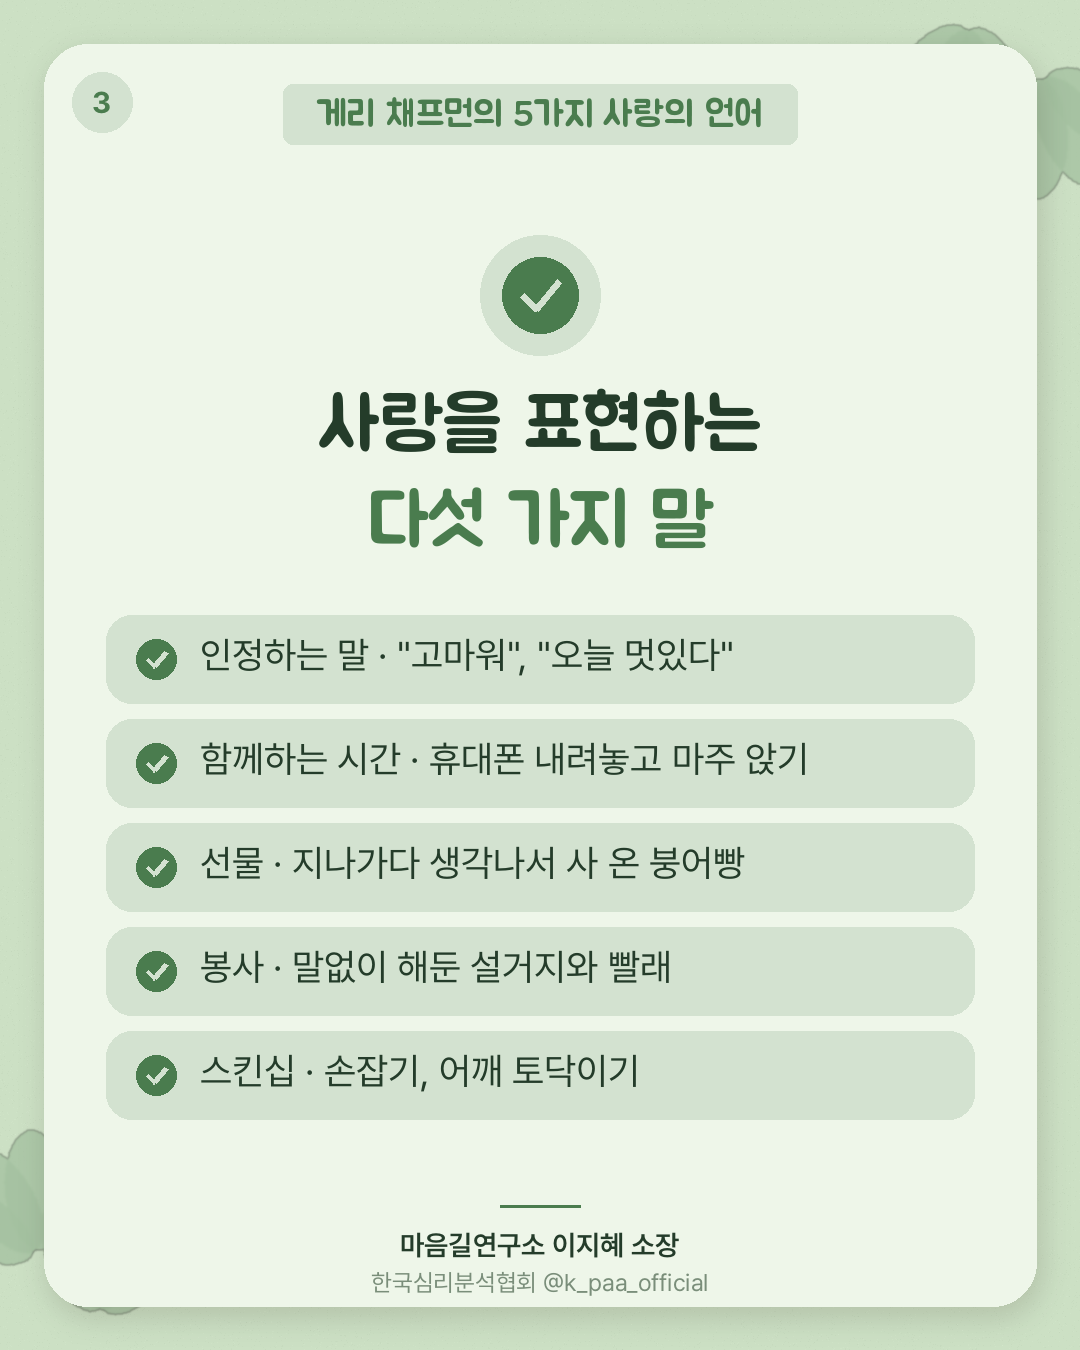 3
게리 채프먼의 5가지 사랑의 언어
사랑을 표현하는
다섯 가지 말
인정하는 말 · "고마워", "오늘 멋있다"
함께하는 시간 · 휴대폰 내려놓고 마주 앉기
선물 · 지나가다 생각나서 사 온 붕어빵
봉사 · 말없이 해둔 설거지와 빨래
스킨십 · 손잡기, 어깨 토닥이기
마음길연구소 이지혜 소장
한국심리분석협회 @k_paa_official